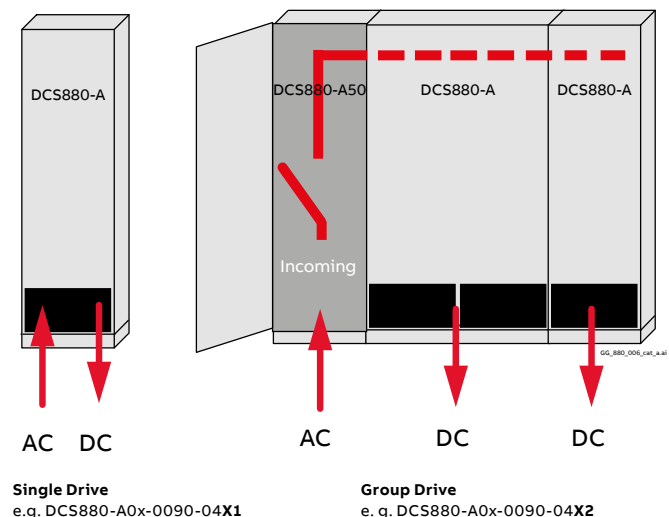 DCS880-A
DCS880-A50
DCS880-A
DCS880-A
Incoming
GG_880_006_cat_a.ai
AC
DC
AC
DC
DC
Single Drive
e.g. DCS880-A0x-0090-04X1
Group Drive
e. g. DCS880-A0x-0090-04X2